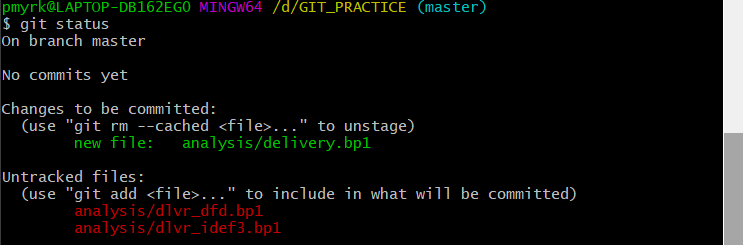 pmyrk@LAPTOP-DB162EG0 MINGW64 /d/GIT_PRACTICE (master)
$ git status
On branch master
No commits yet
Changes to be committed:
  (use "git rm --cached <file>..." to unstage)
        new file:   analysis/delivery.bp1
Untracked files:
  (use "git add <file>..." to include in what will be committed)
        analysis/dlvr_dfd.bp1
        analysis/dlvr_idef3.bp1